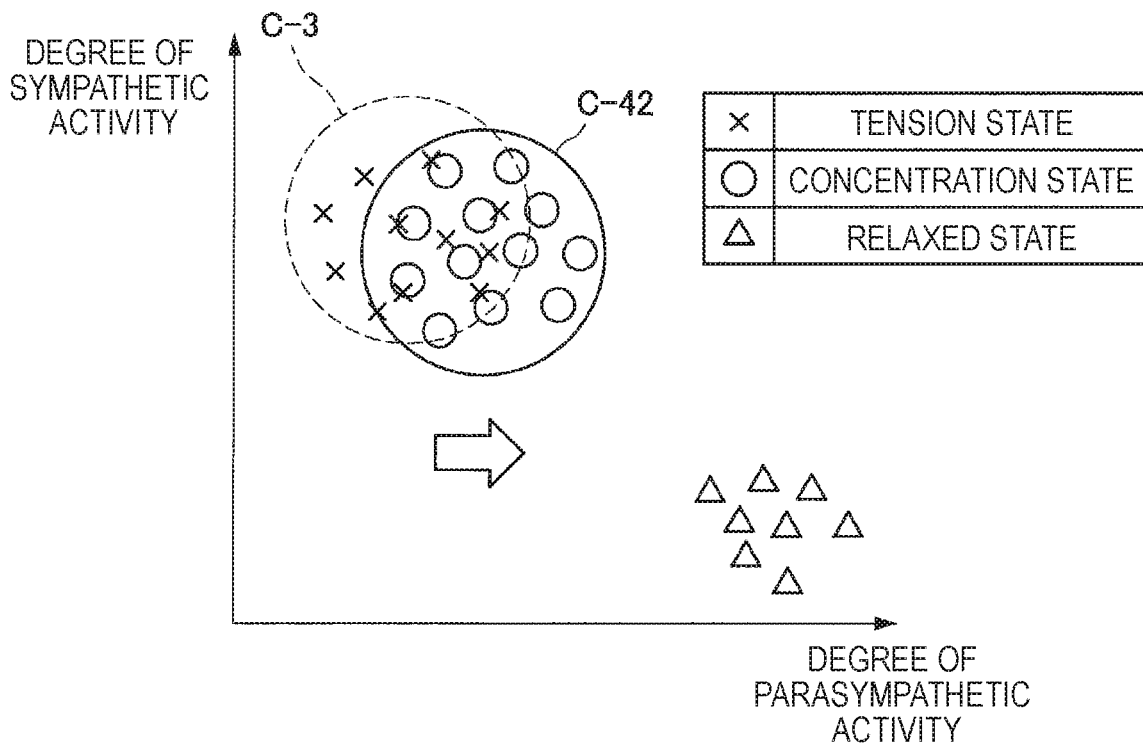 C-3
DEGREE OF
SYMPATHETIC
ACTIVITY
C-42
× TENSION STATE
○ CONCENTRATION STATE
△ RELAXED STATE
DEGREE OF
PARASYMPATHETIC
ACTIVITY